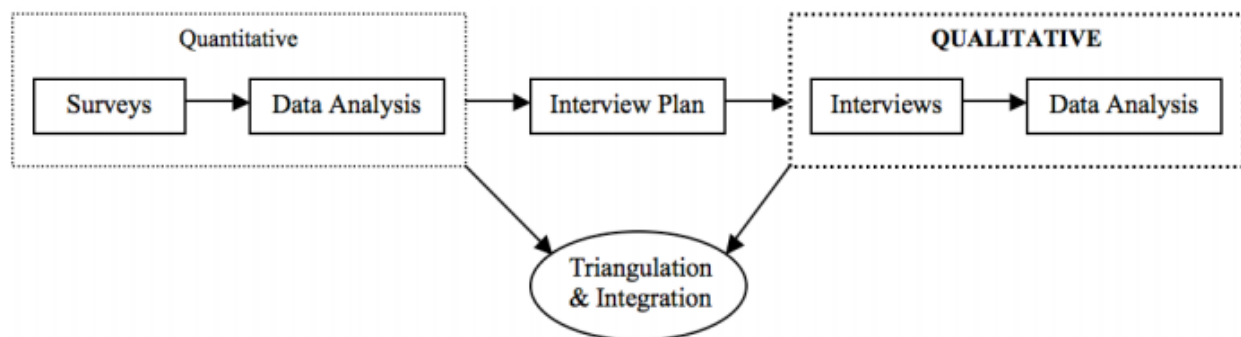 Quantitative
QUALITATIVE
Surveys
Data Analysis
Interview Plan
Interviews
Data Analysis
Triangulation
& Integration